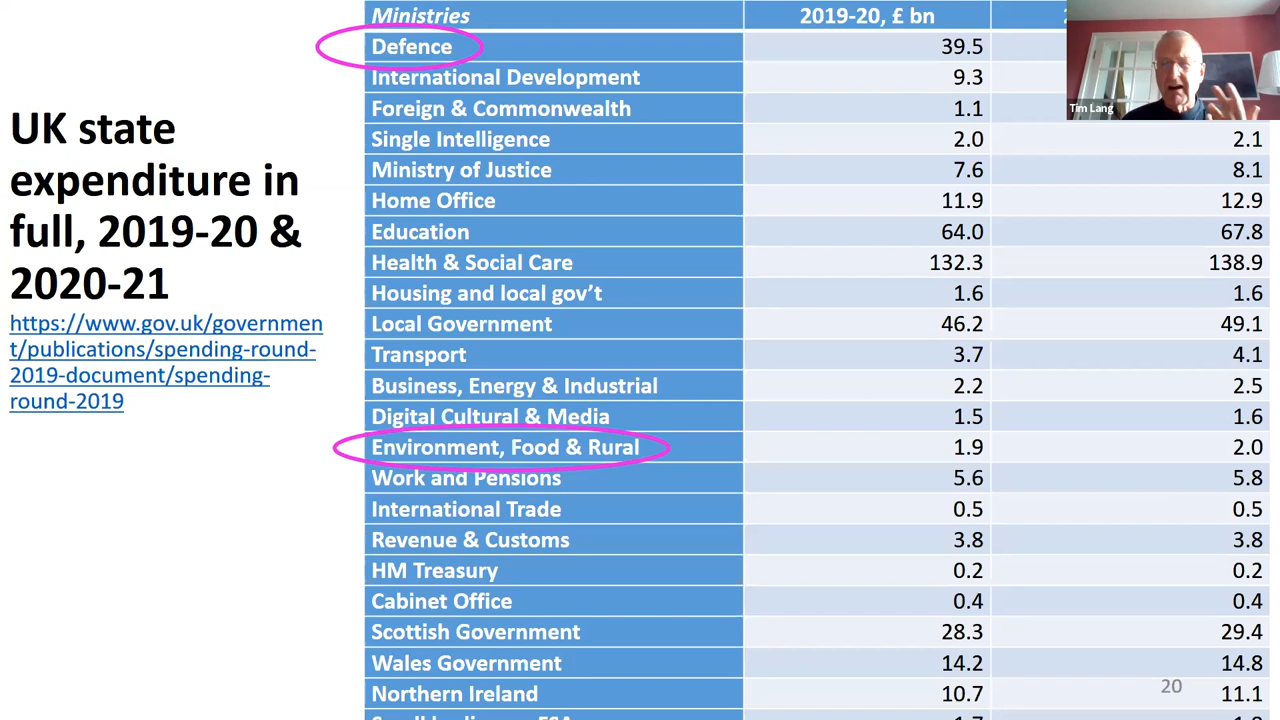 UK state
expenditure in
full, 2019-20 &
2020-21
https://www.gov.uk/governmen
t/publications/spending-round-
2019-document/spending-
round-2019
Ministries 2019-20, £ bn
Defence 39.5
International Development 9.3
Foreign & Commonwealth 1.1
Single Intelligence 2.0 2.1
Ministry of Justice 7.6 8.1
Home Office 11.9 12.9
Education 64.0 67.8
Health & Social Care 132.3 138.9
Housing and local gov’t 1.6 1.6
Local Government 46.2 49.1
Transport 3.7 4.1
Business, Energy & Industrial 2.2 2.5
Digital Cultural & Media 1.5 1.6
Environment, Food & Rural 1.9 2.0
Work and Pensions 5.6 5.8
International Trade 0.5 0.5
Revenue & Customs 3.8 3.8
HM Treasury 0.2 0.2
Cabinet Office 0.4 0.4
Scottish Government 28.3 29.4
Wales Government 14.2 14.8
Northern Ireland 10.7 11.1
20
Tim Lang